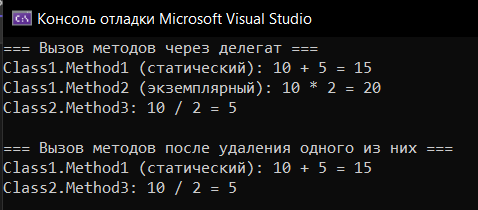 Консоль отладки Microsoft Visual Studio
=== Вызов методов через делегат ===
Class1.Method1 (статический): 10 + 5 = 15
Class1.Method2 (экземплярный): 10 * 2 = 20
Class2.Method3: 10 / 2 = 5
=== Вызов методов после удаления одного из них ===
Class1.Method1 (статический): 10 + 5 = 15
Class2.Method3: 10 / 2 = 5